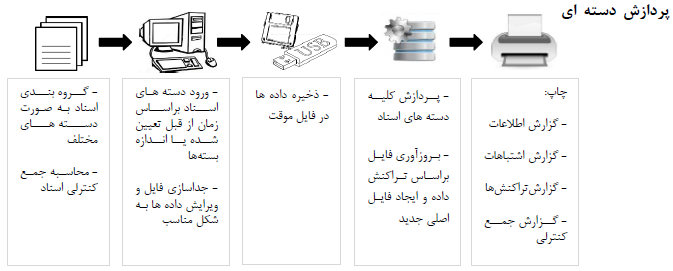 پردازش دسته ای
- گروه بندی
اسناد به صورت
دسته های
مختلف
- محاسبه جمع
کنترلی اسناد
- ورود دسته های
اسناد براساس
زمان از قبل تعیین
شده یا اندازه
بسته‌ها
- جداسازی فایل و
ویرایش داده ها به
شکل مناسب
USB
- ذخیره داده ها
در فایل موقت
- پردازش کلیه
دسته های اسناد
- بروزآوری فایل
براساس تراکنش
داده و ایجاد فایل
اصلی جدید
چاپ:
- گزارش اطلاعات
- گزارش اشتباهات
- گزارش‌تراکنش‌ها
- گزارش جمع
کنترلی